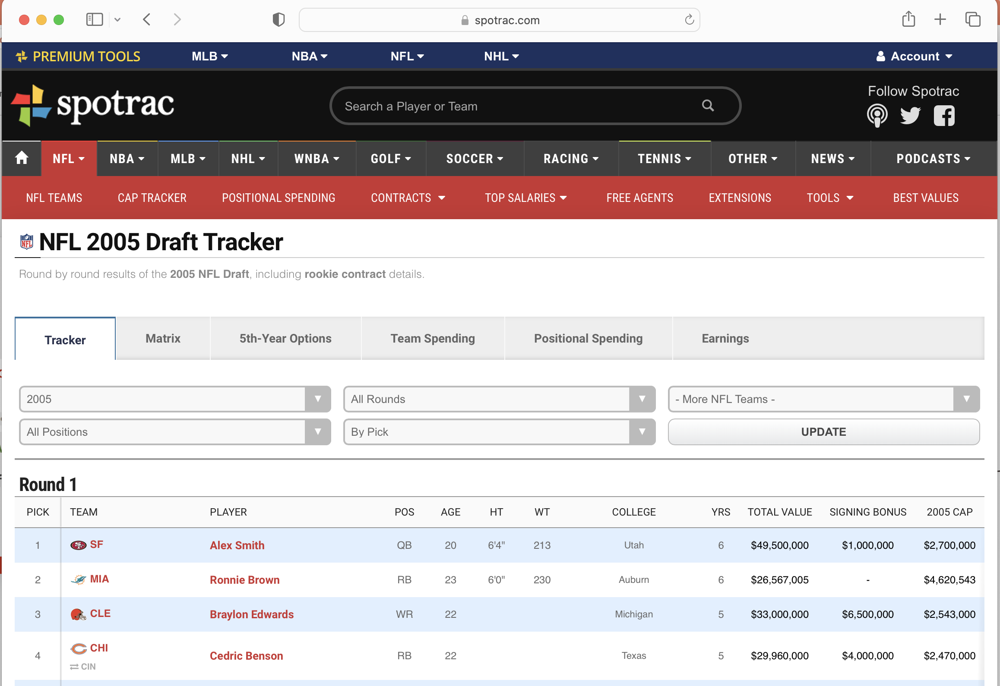 spotrac.com
PREMIUM TOOLS MLB NBA NFL NHL Account
spotrac
Search a Player or Team
Follow Spotrac
NFL NBA MLB NHL WNBA GOLF SOCCER RACING TENNIS OTHER NEWS PODCASTS
NFL TEAMS CAP TRACKER POSITIONAL SPENDING CONTRACTS TOP SALARIES FREE AGENTS EXTENSIONS TOOLS BEST VALUES
NFL NFL 2005 Draft Tracker
Round by round results of the 2005 NFL Draft, including rookie contract details.
Tracker Matrix 5th-Year Options Team Spending Positional Spending Earnings
2005 All Rounds - More NFL Teams -
All Positions By Pick UPDATE
Round 1
PICK TEAM PLAYER POS AGE HT WT COLLEGE YRS TOTAL VALUE SIGNING BONUS 2005 CAP
1 SF Alex Smith QB 20 6'4" 213 Utah 6 $49,500,000 $1,000,000 $2,700,000
2 MIA Ronnie Brown RB 23 6'0" 230 Auburn 6 $26,567,005 - $4,620,543
3 CLE Braylon Edwards WR 22 Michigan 5 $33,000,000 $6,500,000 $2,543,000
4 CHI Cedric Benson RB 22 Texas 5 $29,960,000 $4,000,000 $2,470,000
CIN